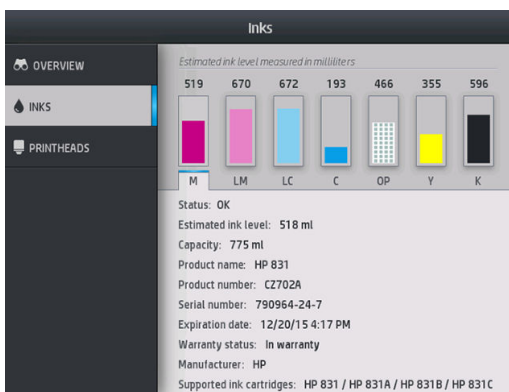 Inks
OVERVIEW
INKS
PRINTHEADS
Estimated ink level measured in milliliters
519 670 672 193 466 355 596
M LM LC C OP Y K
Status: OK
Estimated ink level: 518 ml
Capacity: 775 ml
Product name: HP 831
Product number: CZ702A
Serial number: 790964-24-7
Expiration date: 12/20/15 4:17 PM
Warranty status: In warranty
Manufacturer: HP
Supported ink cartridges: HP 831 / HP 831A / HP 831B / HP 831C